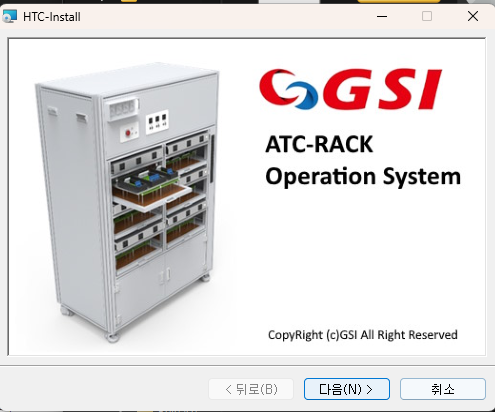 HTC-Install
GSI
ATC-RACK
Operation System
CopyRight (c)GSI All Right Reserved
< 뒤로(B)
다음(N) >
취소